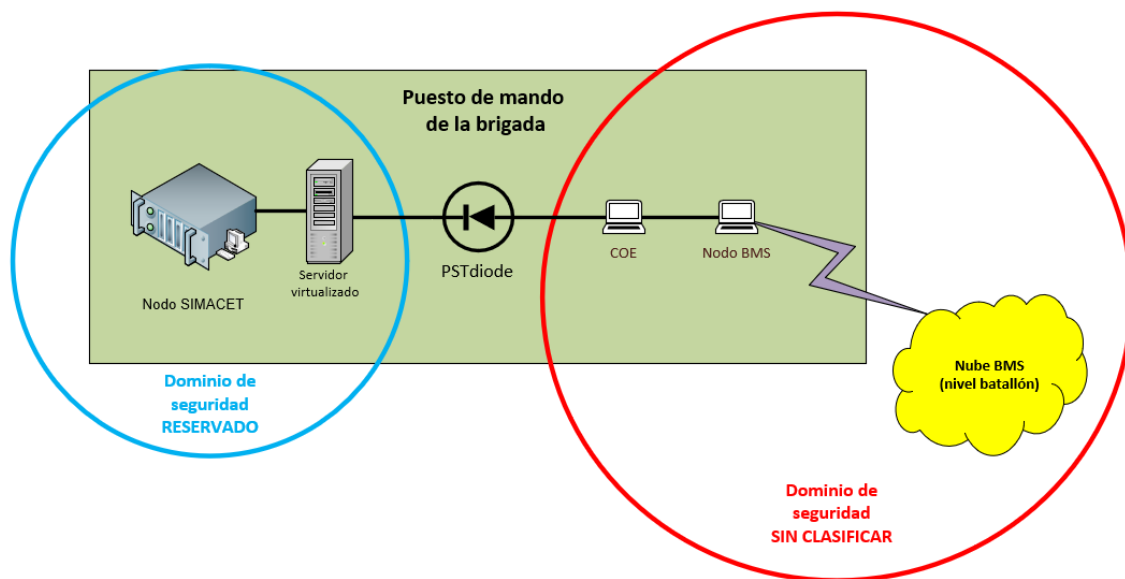 Puesto de mando
de la brigada
Nodo SIMACET
Servidor
virtualizado
PSTdiode
COE
Nodo BMS
Nube BMS
(nivel batallón)
Dominio de
seguridad
RESERVADO
Dominio de
seguridad
SIN CLASIFICAR